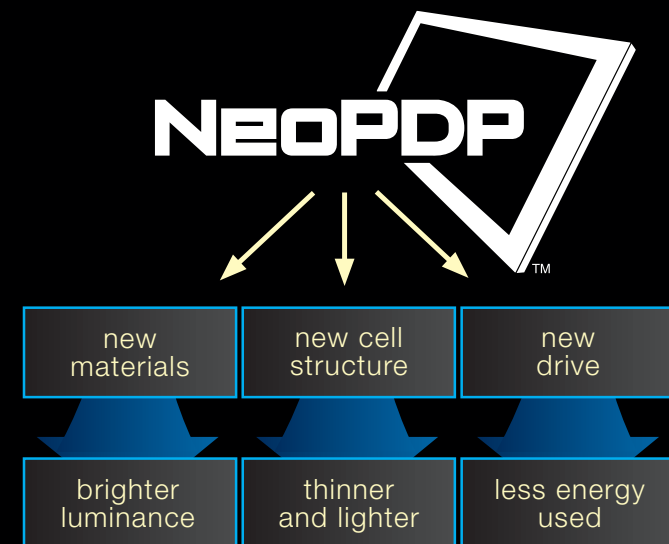 NeoPDP
TM
new
materials
new cell
structure
new
drive
brighter
luminance
thinner
and lighter
less energy
used